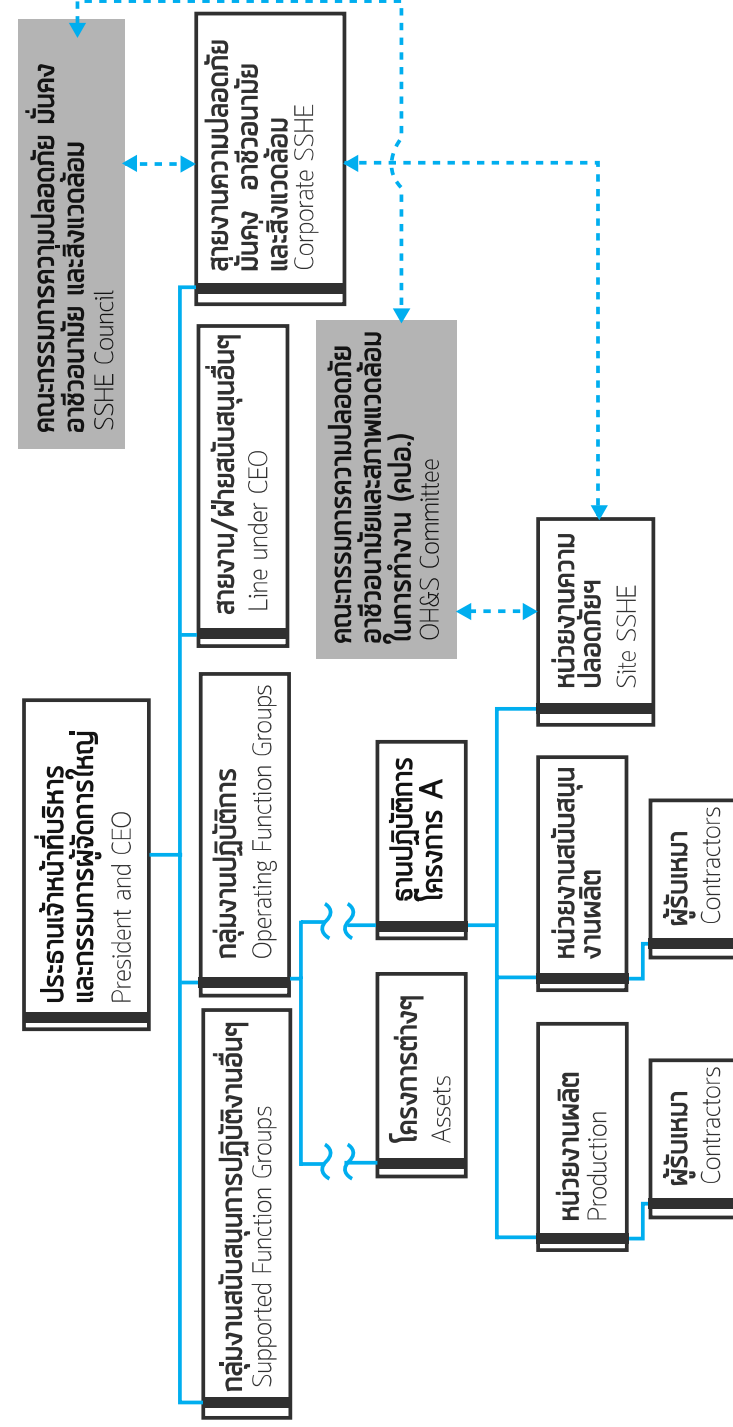 คณะกรรมการความปลอดภัย มั่นคง
อาชีวอนามัย และสิ่งแวดล้อม
SSHE Council
ประธานเจ้าหน้าที่บริหาร
และกรรมการผู้จัดการใหญ่
President and CEO
กลุ่มงานสนับสนุนการปฏิบัติงานอื่นๆ
Supported Function Groups
กลุ่มงานปฏิบัติการ
Operating Function Groups
สายงาน/ฝ่ายสนับสนุนอื่นๆ
Line under CEO
สายงานความปลอดภัย
มั่นคง อาชีวอนามัย
และสิ่งแวดล้อม
Corporate SSHE
คณะกรรมการความปลอดภัย
อาชีวอนามัยและสภาพแวดล้อม
ในการทำงาน (คปอ.)
OH&S Committee
โครงการต่างๆ
Assets
ฐานปฏิบัติการ
โครงการ A
หน่วยงานผลิต
Production
หน่วยงานสนับสนุน
งานผลิต
หน่วยงานความ
ปลอดภัยฯ
Site SSHE
ผู้รับเหมา
Contractors
ผู้รับเหมา
Contractors